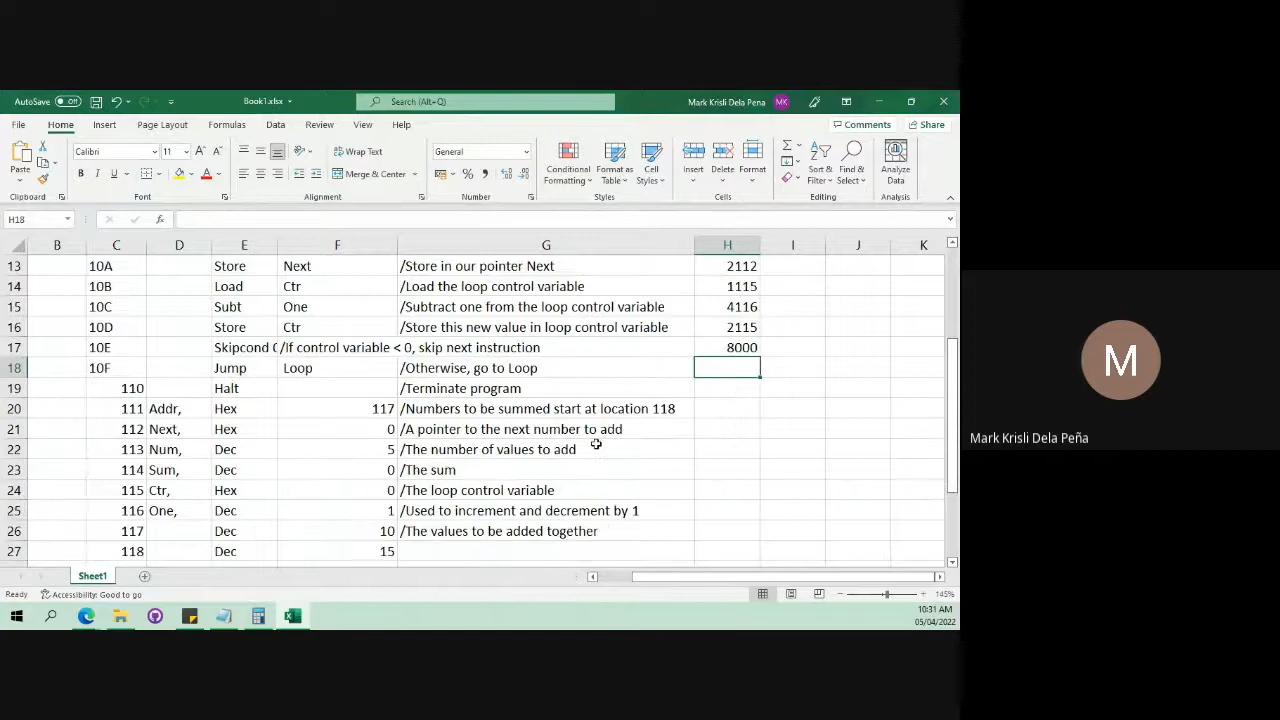 AutoSave Off Book1.xlsx Search (Alt+Q) Mark Krisli Dela Pena MK
File Home Insert Page Layout Formulas Data Review View Help Comments Share
Paste Calibri 11 A A Wrap Text General Conditional Formatting Format as Table Cell Styles Insert Delete Format Sort & Filter Find & Select Analyze Data
B I U A Merge & Center % 9
Clipboard Font Alignment Number Styles Cells Editing Analysis
H18 fx
B C D E F G H I J K
13 10A Store Next /Store in our pointer Next 2112
14 10B Load Ctr /Load the loop control variable 1115
15 10C Subt One /Subtract one from the loop control variable 4116
16 10D Store Ctr /Store this new value in loop control variable 2115
17 10E Skipcond /If control variable < 0, skip next instruction 8000
18 10F Jump Loop /Otherwise, go to Loop
19 110 Halt /Terminate program
20 111 Addr, Hex 117 /Numbers to be summed start at location 118
21 112 Next, Hex 0 /A pointer to the next number to add
22 113 Num, Dec 5 /The number of values to add
23 114 Sum, Dec 0 /The sum
24 115 Ctr, Hex 0 /The loop control variable
25 116 One, Dec 1 /Used to increment and decrement by 1
26 117 Dec 10 /The values to be added together
27 118 Dec 15
Sheet1
Ready Accessibility: Good to go 145%
10:31 AM
05/04/2022
M
Mark Krisli Dela Peña